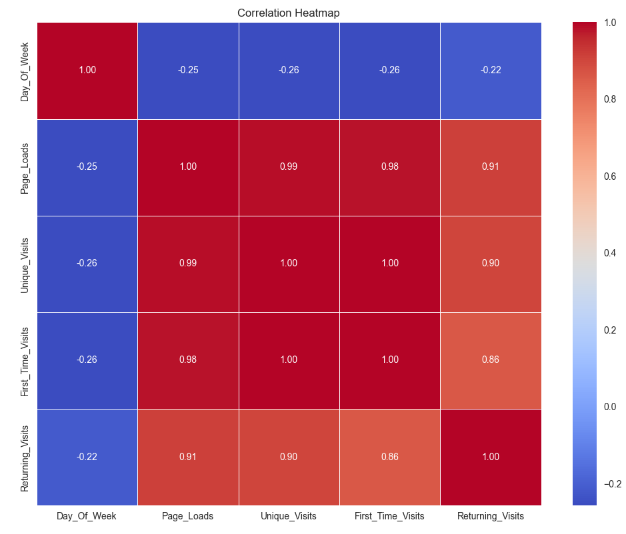 Correlation Heatmap
Day_Of_Week
1.00 -0.25 -0.26 -0.26 -0.22
Page_Loads
-0.25 1.00 0.99 0.98 0.91
Unique_Visits
-0.26 0.99 1.00 1.00 0.90
First_Time_Visits
-0.26 0.98 1.00 1.00 0.86
Returning_Visits
-0.22 0.91 0.90 0.86 1.00
Day_Of_Week Page_Loads Unique_Visits First_Time_Visits Returning_Visits
1.0
0.8
0.6
0.4
0.2
0.0
−0.2